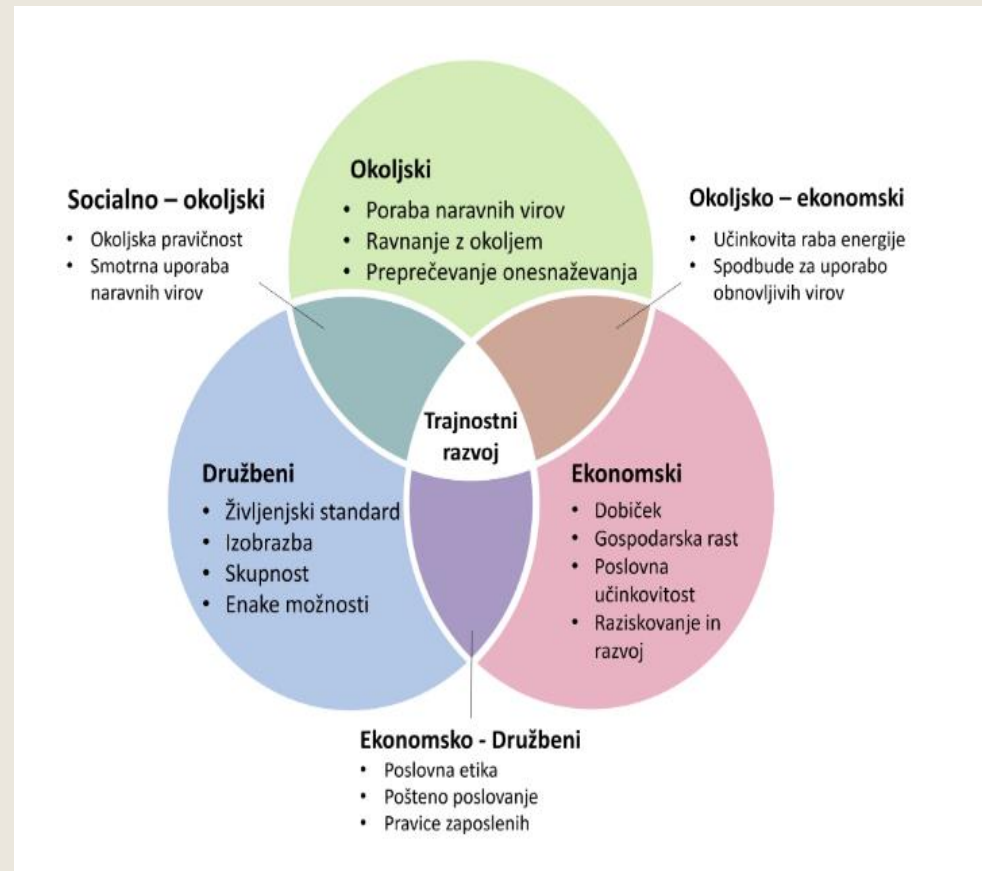 Okoljski
• Poraba naravnih virov
• Ravnanje z okoljem
• Preprečevanje onesnaževanja
Socialno – okoljski
• Okoljska pravičnost
• Smotrna uporaba
naravnih virov
Okoljsko – ekonomski
• Učinkovita raba energije
• Spodbude za uporabo
obnovljivih virov
Trajnostni
razvoj
Družbeni
• Življenjski standard
• Izobrazba
• Skupnost
• Enake možnosti
Ekonomski
• Dobiček
• Gospodarska rast
• Poslovna
učinkovitost
• Raziskovanje in
razvoj
Ekonomsko - Družbeni
• Poslovna etika
• Pošteno poslovanje
• Pravice zaposlenih